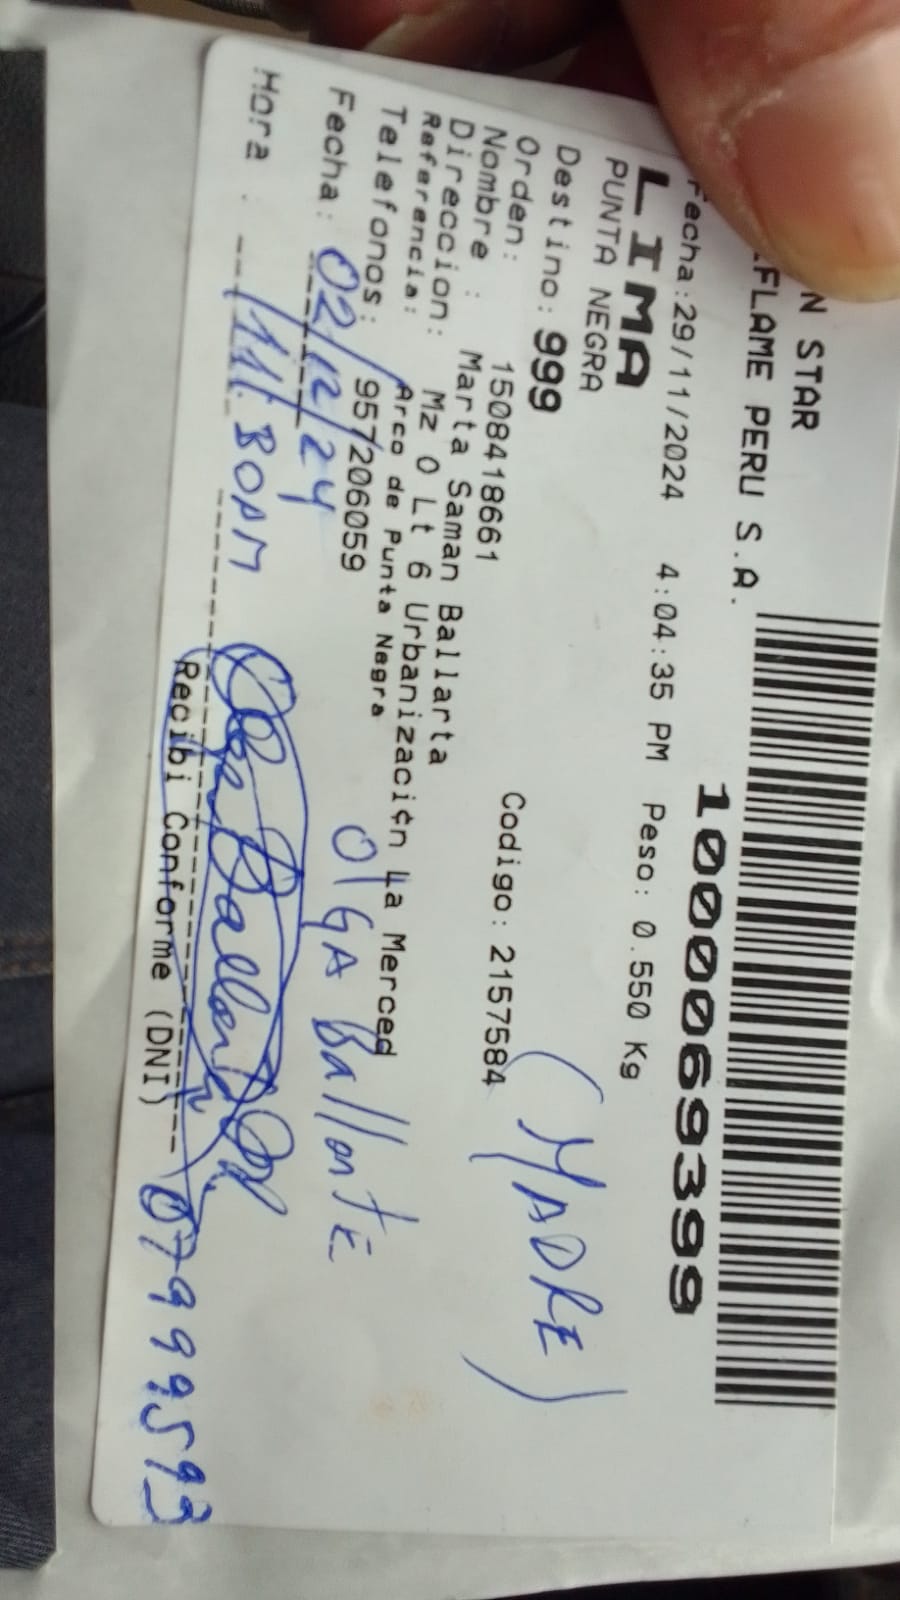 N STAR
FLAME PERU S.A.
1000069399
Fecha:29/11/2024 4:04:35 PM Peso: 0.550 Kg
LIMA
PUNTA NEGRA
(MADRE)
Destino: 999
Orden: 1508418661 Codigo: 2157584
Nombre : Marta Saman Ballarta
Direccion: Mz O Lt 6 Urbanizaci¢n La Merced
Referencia: Arco de Punta Negra
Telefonos: 957206059
Fecha: 02/12/24 OlGA BallartE
Hora :
Recibi Conforme (DNI)